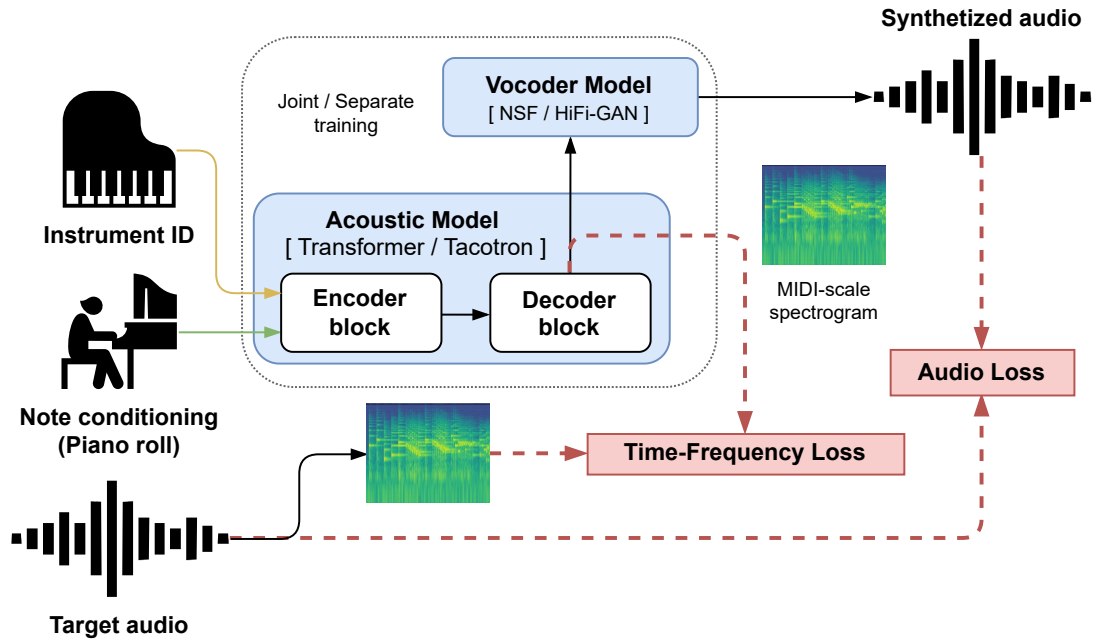 Synthetized audio
Vocoder Model
[ NSF / HiFi-GAN ]
Joint / Separate
training
Instrument ID
Acoustic Model
[ Transformer / Tacotron ]
Encoder
block
Decoder
block
MIDI-scale
spectrogram
Note conditioning
(Piano roll)
Audio Loss
Time-Frequency Loss
Target audio